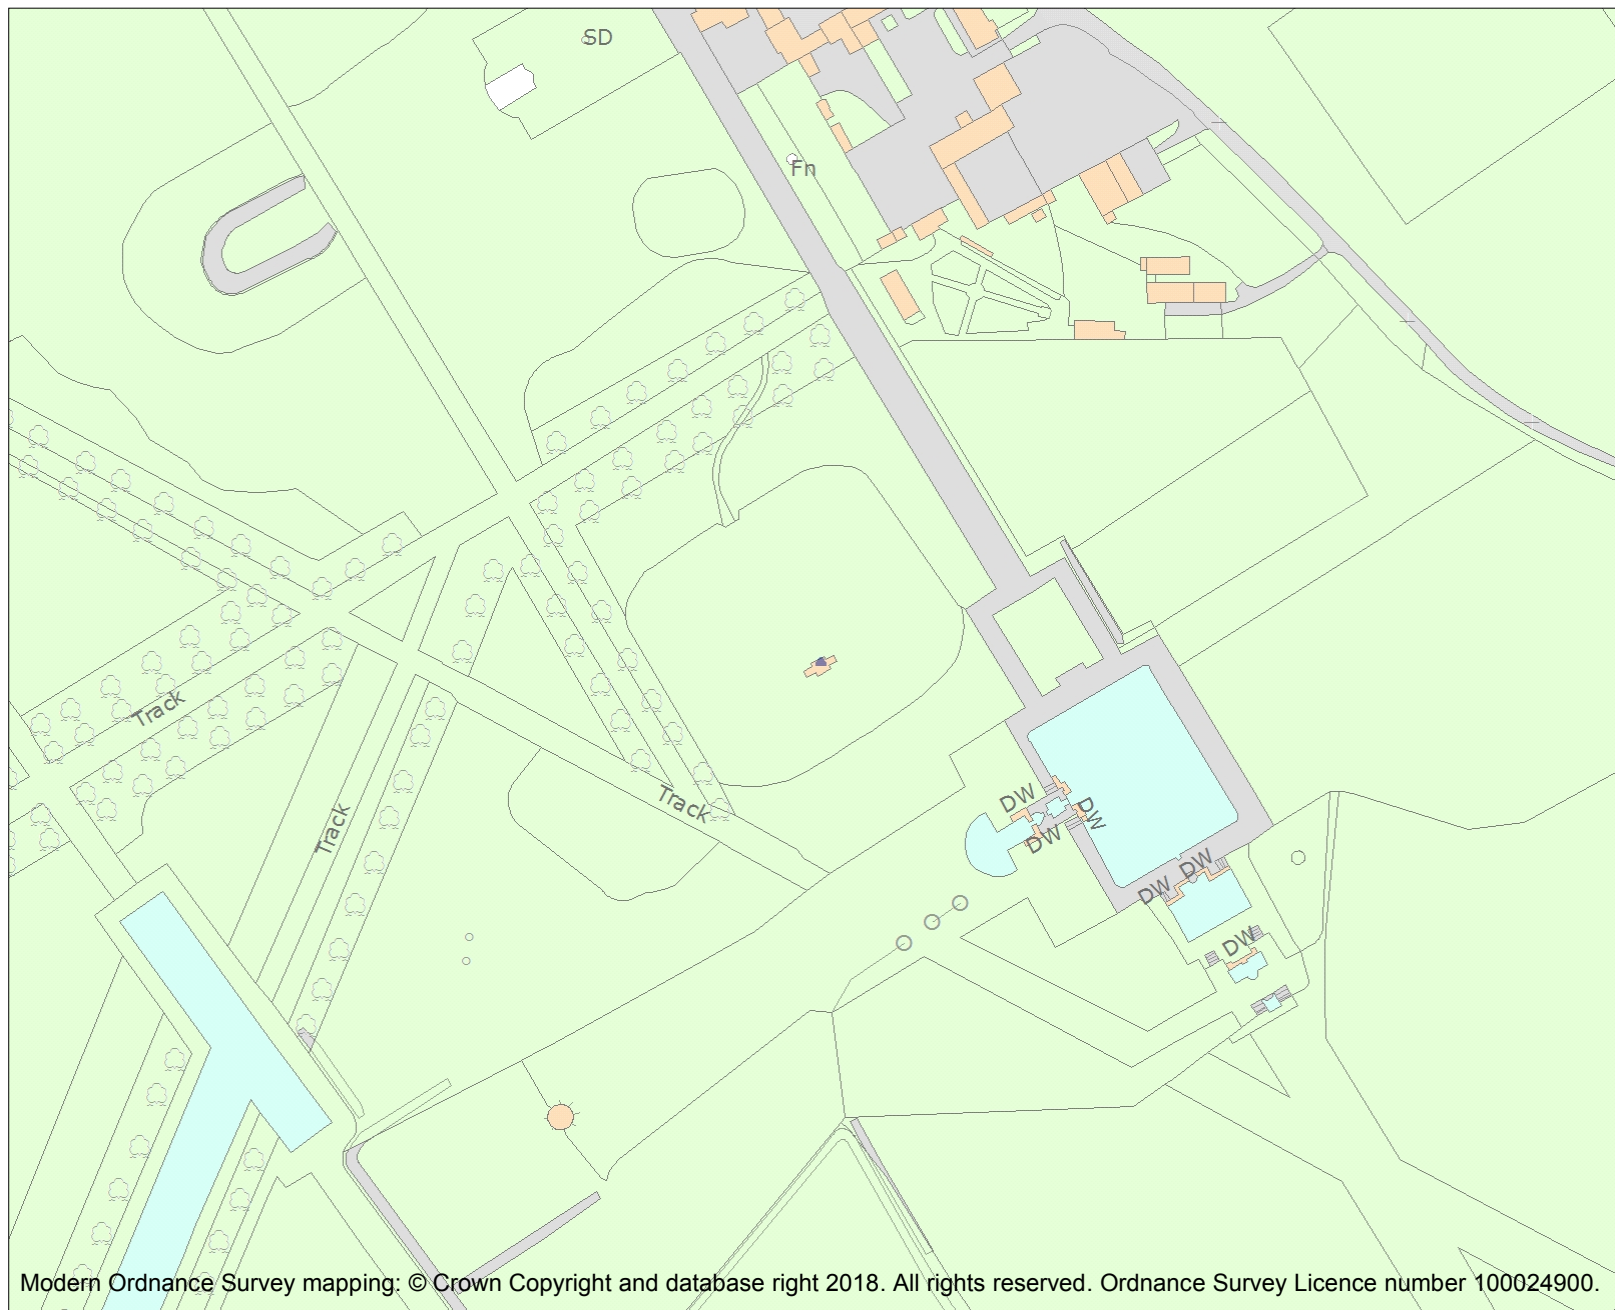 SD
Fn
Track
Track
Track
DW
DW
DW
DW
DW
DW
Modern Ordnance Survey mapping: © Crown Copyright and database right 2018. All rights reserved. Ordnance Survey Licence number 100024900.